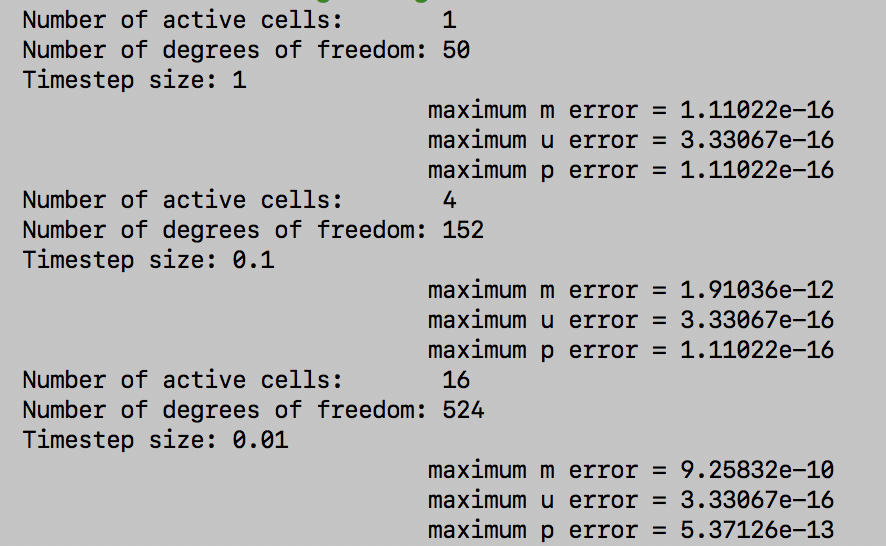 Number of active cells: 1
Number of degrees of freedom: 50
Timestep size: 1
maximum m error = 1.11022e-16
maximum u error = 3.33067e-16
maximum p error = 1.11022e-16
Number of active cells: 4
Number of degrees of freedom: 152
Timestep size: 0.1
maximum m error = 1.91036e-12
maximum u error = 3.33067e-16
maximum p error = 1.11022e-16
Number of active cells: 16
Number of degrees of freedom: 524
Timestep size: 0.01
maximum m error = 9.25832e-10
maximum u error = 3.33067e-16
maximum p error = 5.37126e-13